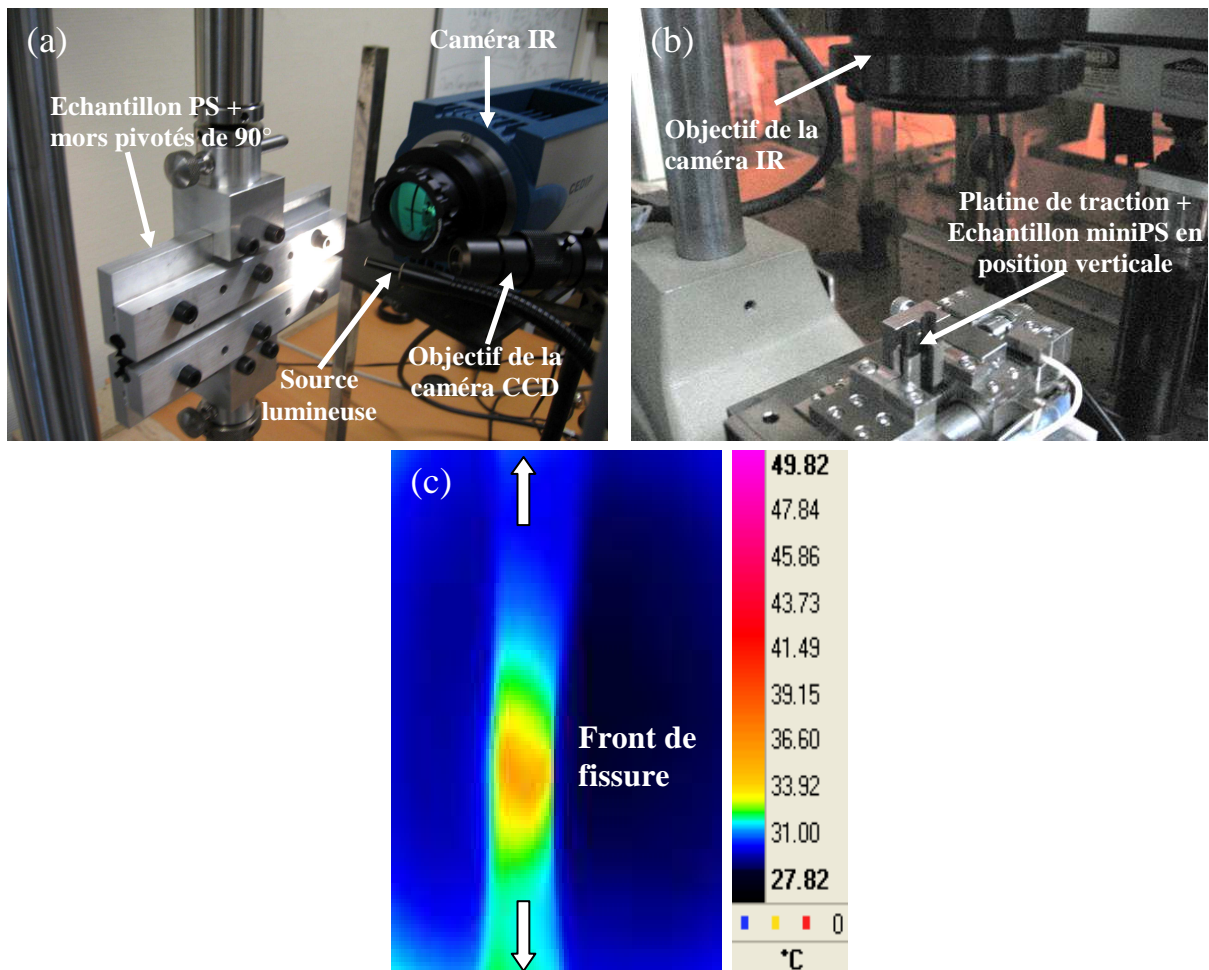 (a)
Caméra IR
Echantillon PS +
mors pivotés de 90°
CEDIP
Source
lumineuse
Objectif de la
caméra CCD
(b)
Objectif de la
caméra IR
Platine de traction +
Echantillon miniPS en
position verticale
(c)
Front de
fissure
49.82
47.84
45.86
43.73
41.49
39.15
36.60
33.92
31.00
27.82
0
°C